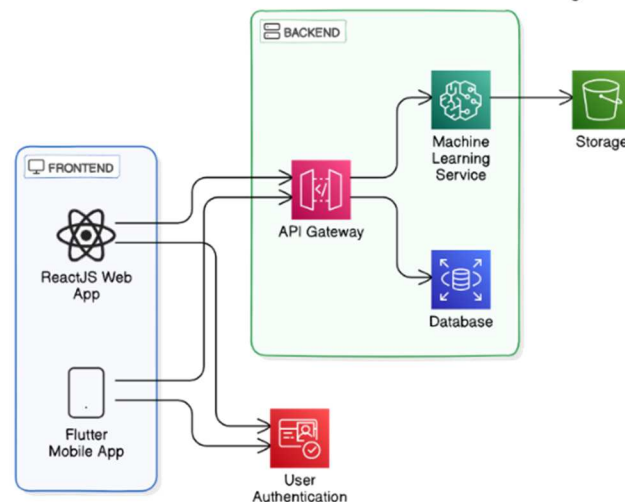 BACKEND
Machine
Learning
Service
Storage
FRONTEND
API Gateway
ReactJS Web
App
Database
Flutter
Mobile App
User
Authentication